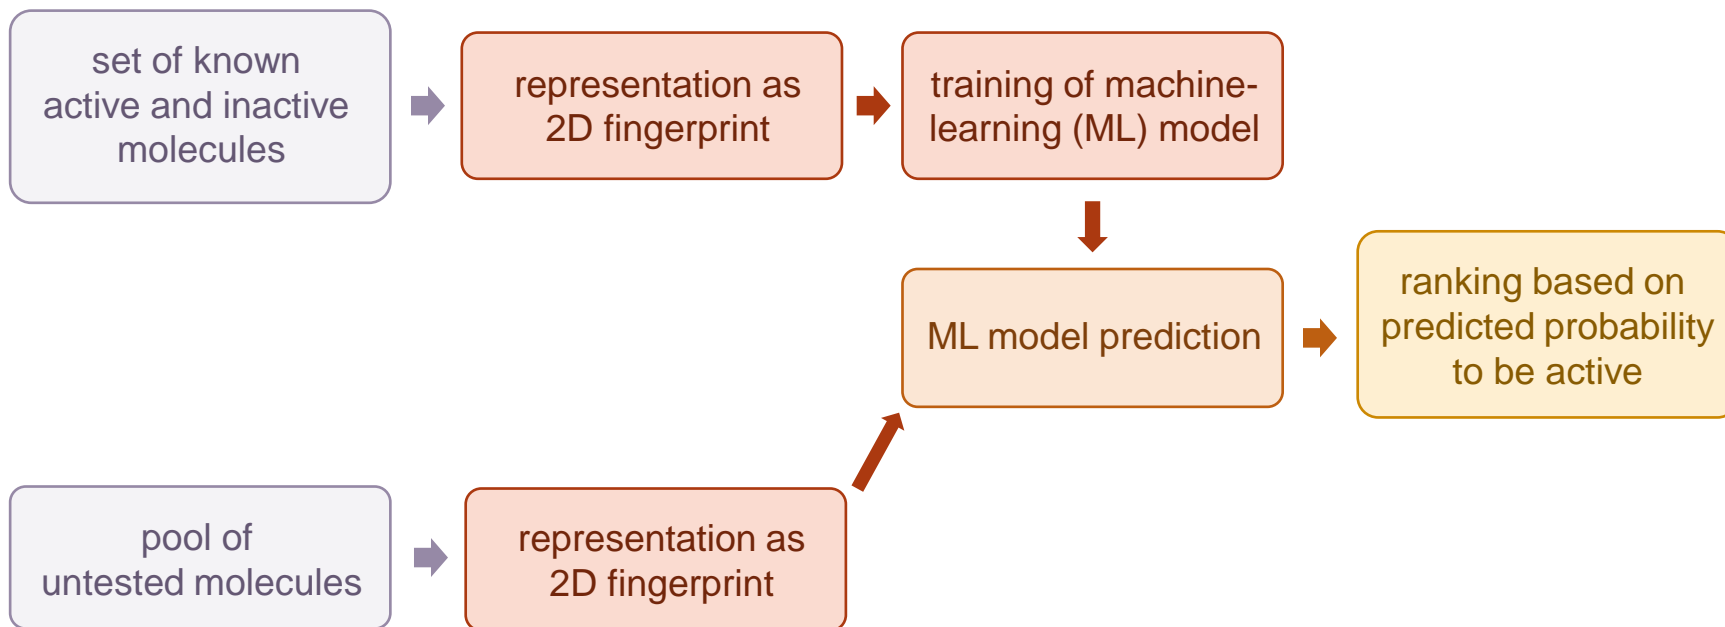 set of known
active and inactive
molecules
representation as
2D fingerprint
training of machine-
learning (ML) model
ML model prediction
ranking based on
predicted probability
to be active
pool of
untested molecules
representation as
2D fingerprint